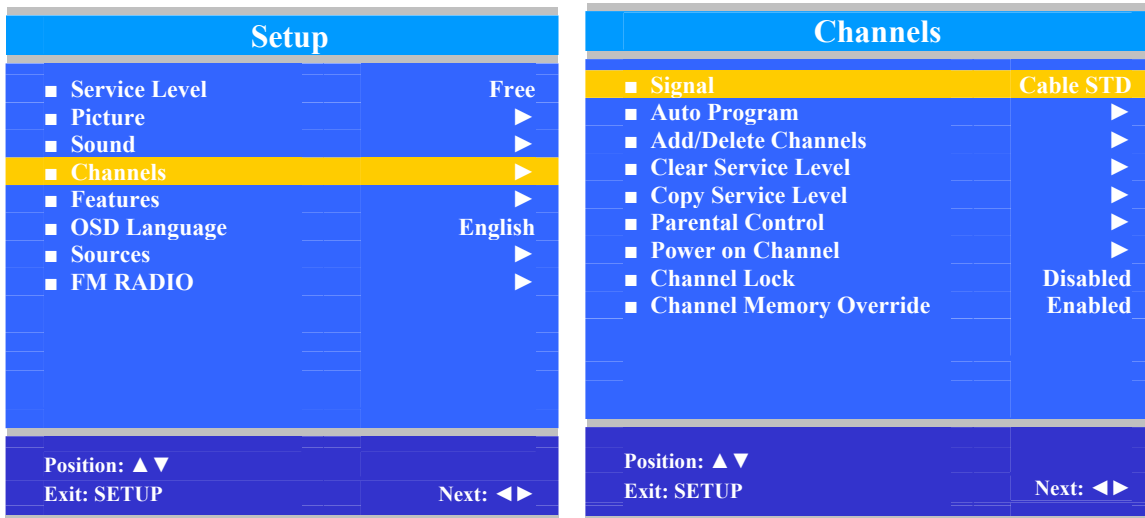 Setup
■ Service Level Free
■ Picture ►
■ Sound ►
■ Channels ►
■ Features ►
■ OSD Language English
■ Sources ►
■ FM RADIO ►
Position: ▲▼
Exit: SETUP Next: ◄►
Channels
■ Signal Cable STD
■ Auto Program ►
■ Add/Delete Channels ►
■ Clear Service Level ►
■ Copy Service Level ►
■ Parental Control ►
■ Power on Channel ►
■ Channel Lock Disabled
■ Channel Memory Override Enabled
Position: ▲▼
Exit: SETUP Next: ◄►